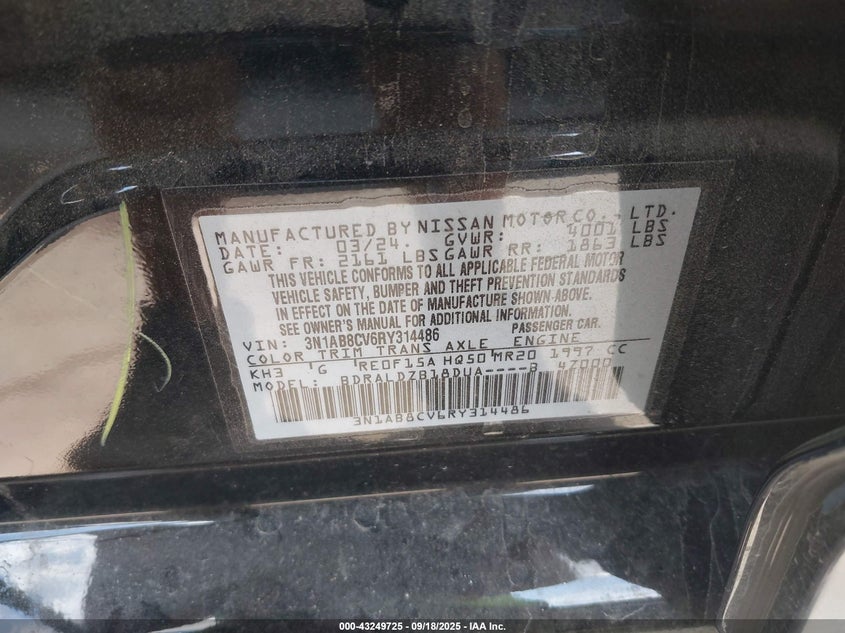 MANUFACTURED BY NISSAN MOTOR CO., LTD.
DATE: 03/24 GVWR: 4001 LBS
GAWR FR: 2161 LBS GAWR RR: 1863 LBS
THIS VEHICLE CONFORMS TO ALL APPLICABLE FEDERAL MOTOR
VEHICLE SAFETY, BUMPER AND THEFT PREVENTION STANDARDS
IN EFFECT ON THE DATE OF MANUFACTURE SHOWN ABOVE.
SEE OWNER'S MANUAL FOR ADDITIONAL INFORMATION.
VIN: 3N1AB8CV6RY314486 PASSENGER CAR.
COLOR TRIM TRANS AXLE ENGINE
KH3 'G RE0F15A HQ50 'MR20 1997 CC
MODEL: BDRALDZB18DUA----B 4Z000
3N1AB8CV6RY314486
000-43249725 - 09/18/2025 - IAA Inc.